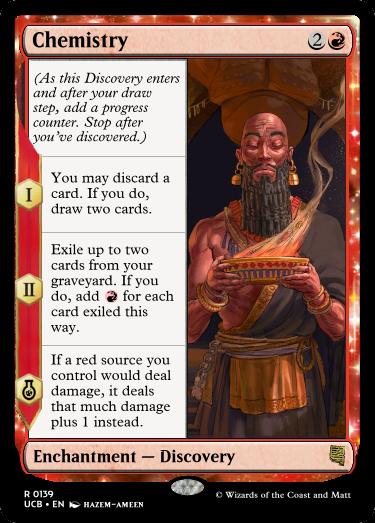 Chemistry 2
(As this Discovery enters
and after your draw
step, add a progress
counter. Stop after
you've discovered.)
I
You may discard a
card. If you do,
draw two cards.
II
Exile up to two
cards from your
graveyard. If you
do, add for each
card exiled this
way.
If a red source you
control would deal
damage, it deals
that much damage
plus 1 instead.
Enchantment — Discovery
R 0139
UCB • EN HAZEM-AMEEN
© Wizards of the Coast and Matt